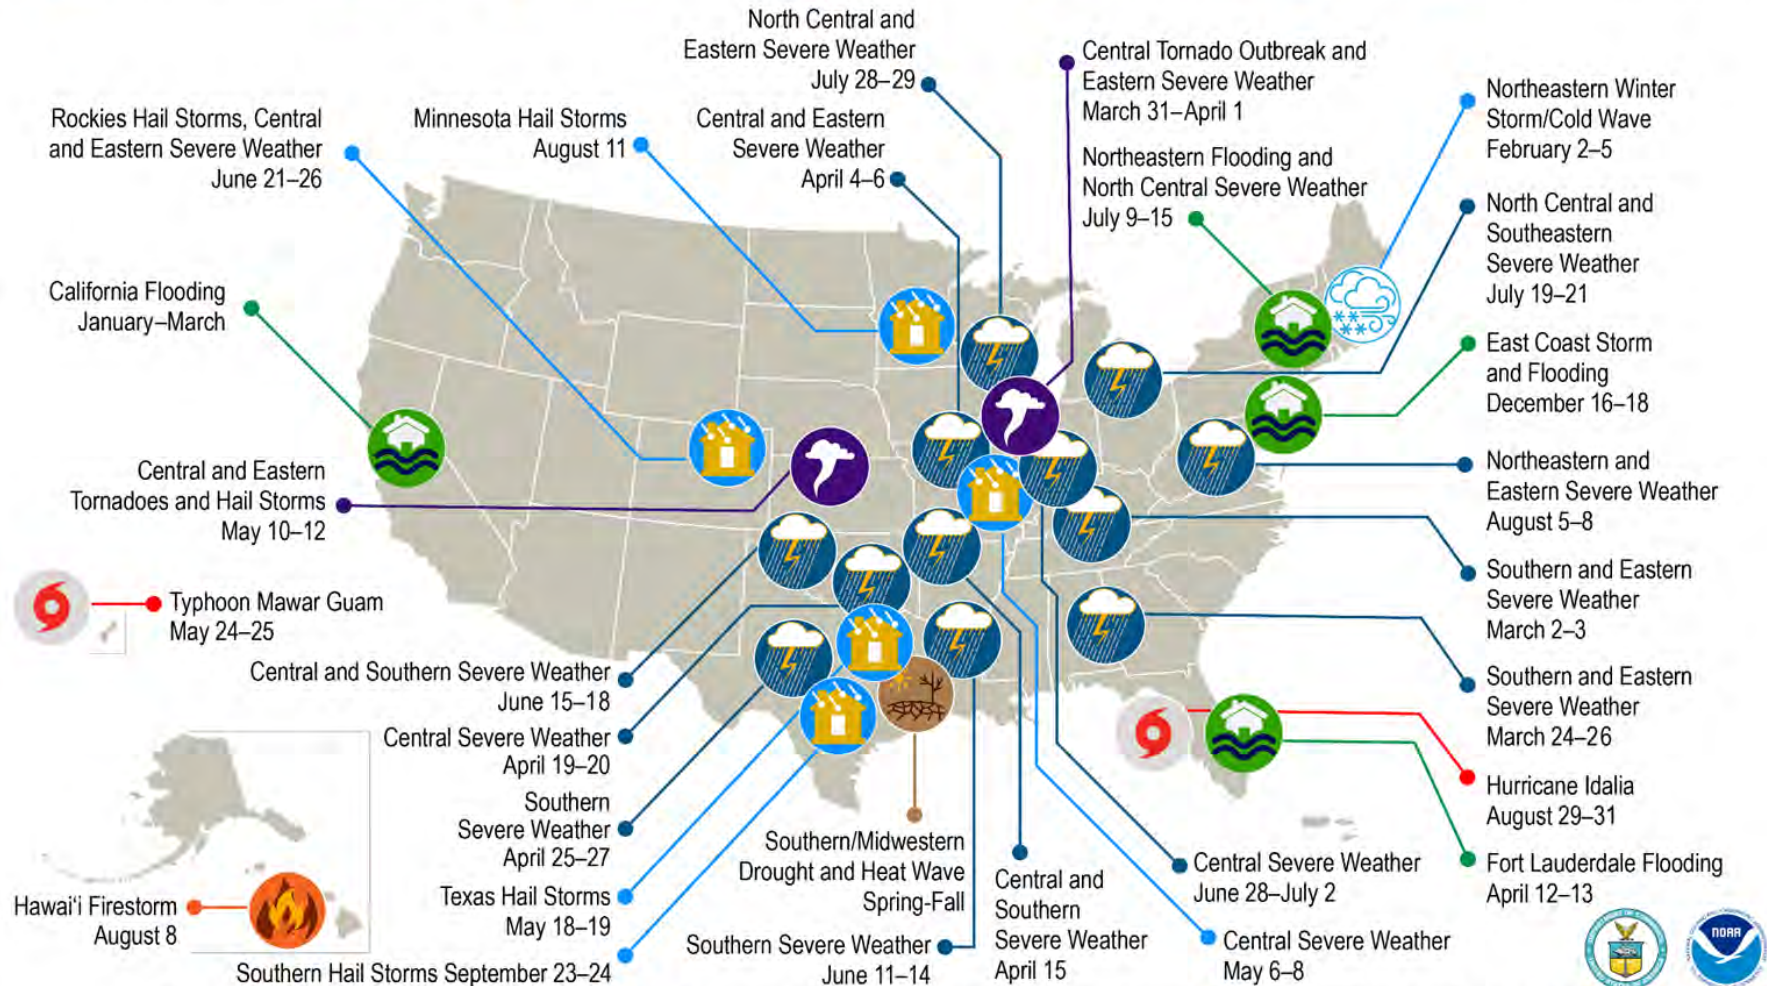 North Central and
Eastern Severe Weather
July 28–29
Central Tornado Outbreak and
Eastern Severe Weather
March 31–April 1
Northeastern Winter
Storm/Cold Wave
February 2–5
Rockies Hail Storms, Central
and Eastern Severe Weather
June 21–26
Minnesota Hail Storms
August 11
Central and Eastern
Severe Weather
April 4–6
Northeastern Flooding and
North Central Severe Weather
July 9–15
North Central and
Southeastern
Severe Weather
July 19–21
California Flooding
January–March
East Coast Storm
and Flooding
December 16–18
Central and Eastern
Tornadoes and Hail Storms
May 10–12
Northeastern and
Eastern Severe Weather
August 5–8
Typhoon Mawar Guam
May 24–25
Southern and Eastern
Severe Weather
March 2–3
Central and Southern Severe Weather
June 15–18
Southern and Eastern
Severe Weather
March 24–26
Central Severe Weather
April 19–20
Hurricane Idalia
August 29–31
Southern
Severe Weather
April 25–27
Southern/Midwestern
Drought and Heat Wave
Spring-Fall
Central and
Southern
Severe Weather
April 15
Central Severe Weather
June 28–July 2
Fort Lauderdale Flooding
April 12–13
Hawai‘i Firestorm
August 8
Texas Hail Storms
May 18–19
Southern Severe Weather
June 11–14
Central Severe Weather
May 6–8
Southern Hail Storms September 23–24
NOAA